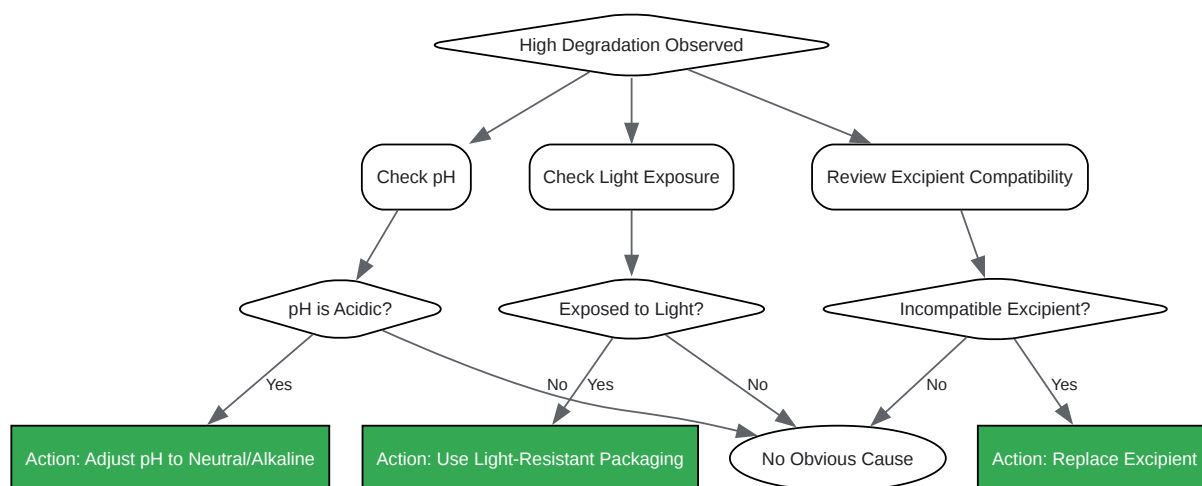 High Degradation Observed
Check pH
Check Light Exposure
Review Excipient Compatibility
pH is Acidic?
Exposed to Light?
Incompatible Excipient?
Yes
No
Yes
No
No
Yes
Action: Adjust pH to Neutral/Alkaline
Action: Use Light-Resistant Packaging
No Obvious Cause
Action: Replace Excipient